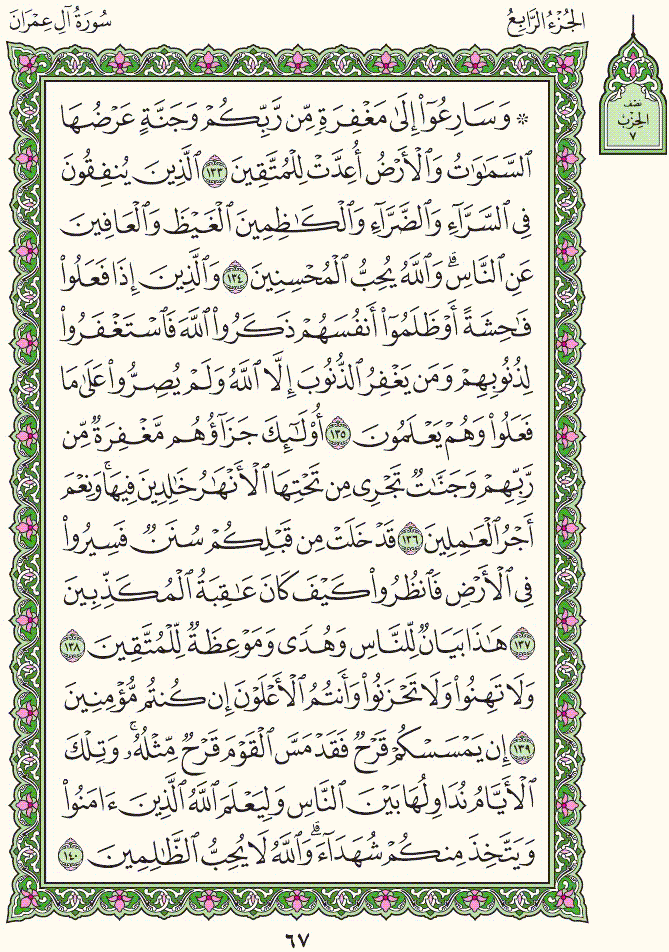 الجُزْءُ الرَّابِعُ
سُورَةُ آلِ عِمْرَانَ
نصف
الحزب
٧
۞ وَسَارِعُوٓا۟ إِلَىٰ مَغْفِرَةٍ مِّن رَّبِّكُمْ وَجَنَّةٍ عَرْضُهَا
ٱلسَّمَٰوَٰتُ وَٱلْأَرْضُ أُعِدَّتْ لِلْمُتَّقِينَ ١٣٣ ٱلَّذِينَ يُنفِقُونَ
فِى ٱلسَّرَّآءِ وَٱلضَّرَّآءِ وَٱلْكَٰظِمِينَ ٱلْغَيْظَ وَٱلْعَافِينَ
عَنِ ٱلنَّاسِ ۗ وَٱللَّهُ يُحِبُّ ٱلْمُحْسِنِينَ ١٣٤ وَٱلَّذِينَ إِذَا فَعَلُوا۟
فَٰحِشَةً أَوْ ظَلَمُوٓا۟ أَنفُسَهُمْ ذَكَرُوا۟ ٱللَّهَ فَٱسْتَغْفَرُوا۟
لِذُنُوبِهِمْ وَمَن يَغْفِرُ ٱلذُّنُوبَ إِلَّا ٱللَّهُ وَلَمْ يُصِرُّوا۟ عَلَىٰ مَا
فَعَلُوا۟ وَهُمْ يَعْلَمُونَ ١٣٥ أُو۟لَٰٓئِكَ جَزَآؤُهُم مَّغْفِرَةٌ مِّن
رَّبِّهِمْ وَجَنَّٰتٌ تَجْرِى مِن تَحْتِهَا ٱلْأَنْهَٰرُ خَٰلِدِينَ فِيهَا ۚ وَنِعْمَ
أَجْرُ ٱلْعَٰمِلِينَ ١٣٦ قَدْ خَلَتْ مِن قَبْلِكُمْ سُنَنٌ فَسِيرُوا۟
فِى ٱلْأَرْضِ فَٱنظُرُوا۟ كَيْفَ كَانَ عَٰقِبَةُ ٱلْمُكَذِّبِينَ
١٣٧ هَٰذَا بَيَانٌ لِّلنَّاسِ وَهُدًى وَمَوْعِظَةٌ لِّلْمُتَّقِينَ ١٣٨
وَلَا تَهِنُوا۟ وَلَا تَحْزَنُوا۟ وَأَنتُمُ ٱلْأَعْلَوْنَ إِن كُنتُم مُّؤْمِنِينَ
١٣٩ إِن يَمْسَسْكُمْ قَرْحٌ فَقَدْ مَسَّ ٱلْقَوْمَ قَرْحٌ مِّثْلُهُۥ ۚ وَتِلْكَ
ٱلْأَيَّامُ نُدَاوِلُهَا بَيْنَ ٱلنَّاسِ وَلِيَعْلَمَ ٱللَّهُ ٱلَّذِينَ ءَامَنُوا۟
وَيَتَّخِذَ مِنكُمْ شُهَدَآءَ ۗ وَٱللَّهُ لَا يُحِبُّ ٱلظَّٰلِمِينَ ١٤٠
٦٧